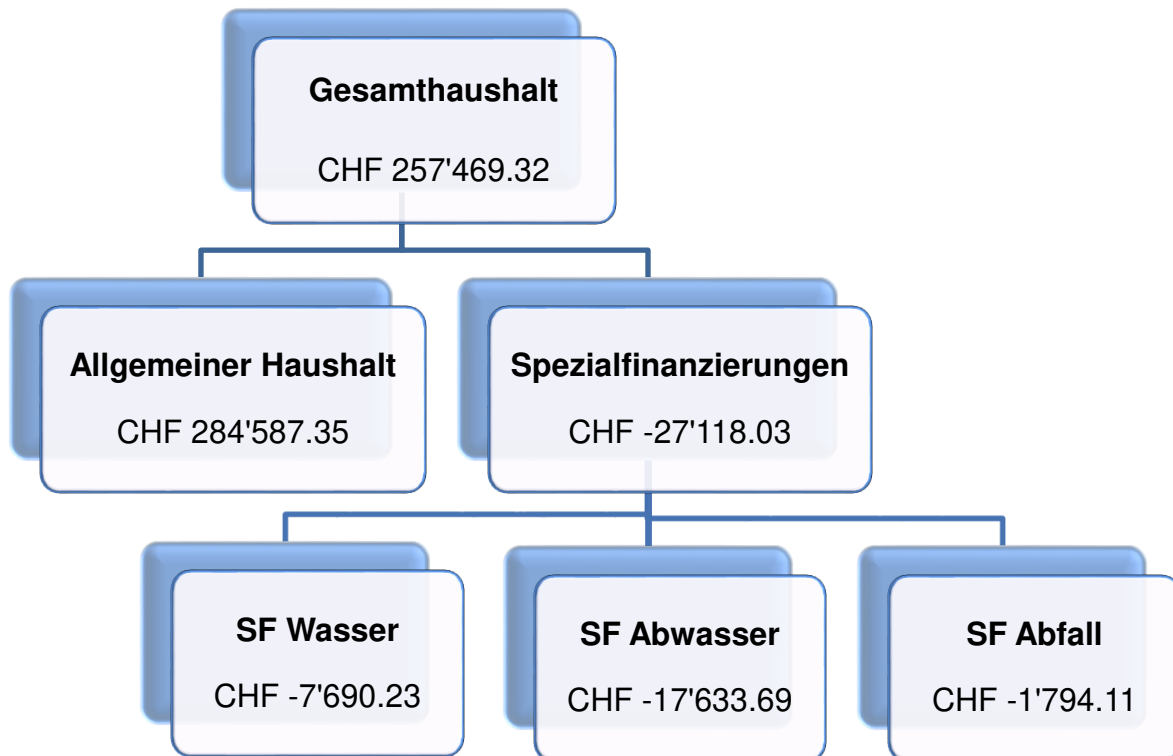 Gesamthaushalt
CHF 257'469.32
Allgemeiner Haushalt
CHF 284'587.35
Spezialfinanzierungen
CHF -27'118.03
SF Wasser
CHF -7'690.23
SF Abwasser
CHF -17'633.69
SF Abfall
CHF -1'794.11